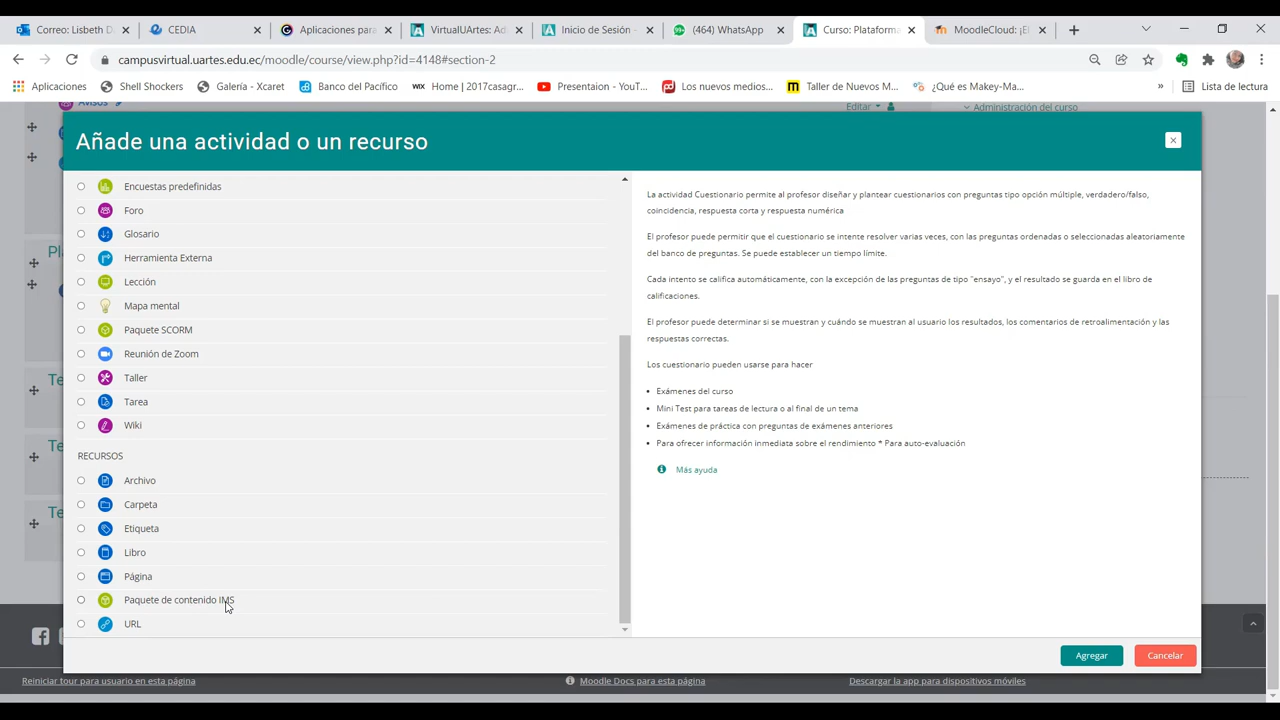 Correo: Lisbeth D
CEDIA
Aplicaciones para
VirtualUArtes: Ad
Inicio de Sesión
(464) WhatsApp
Curso: Plataforma
MoodleCloud: ¡El
campusvirtual.uartes.edu.ec/moodle/course/view.php?id=4148#section-2
Aplicaciones
Shell Shockers
Galería - Xcaret
Banco del Pacífico
WIX Home | 2017casagr...
Presentaion - YouT...
Los nuevos medios...
Taller de Nuevos M...
¿Qué es Makey-Ma...
»
Lista de lectura
Avisos
Editar
Administración del curso
Añade una actividad o un recurso
Encuestas predefinidas
Foro
Glosario
Herramienta Externa
Lección
Mapa mental
Paquete SCORM
Reunión de Zoom
Taller
Tarea
Wiki
RECURSOS
Archivo
Carpeta
Etiqueta
Libro
Página
Paquete de contenido IMS
URL
La actividad Cuestionario permite al profesor diseñar y plantear cuestionarios con preguntas tipo opción múltiple, verdadero/falso,
coincidencia, respuesta corta y respuesta numérica
El profesor puede permitir que el cuestionario se intente resolver varias veces, con las preguntas ordenadas o seleccionadas aleatoriamente
del banco de preguntas. Se puede establecer un tiempo límite.
Cada intento se califica automáticamente, con la excepción de las preguntas de tipo "ensayo", y el resultado se guarda en el libro de
calificaciones.
El profesor puede determinar si se muestran y cuándo se muestran al usuario los resultados, los comentarios de retroalimentación y las
respuestas correctas.
Los cuestionario pueden usarse para hacer
• Exámenes del curso
• Mini Test para tareas de lectura o al final de un tema
• Exámenes de práctica con preguntas de exámenes anteriores
• Para ofrecer información inmediata sobre el rendimiento * Para auto-evaluación
Más ayuda
Pl
Te
Te
Te
Agregar
Cancelar
Reiniciar tour para usuario en esta página
Moodle Docs para esta página
Descargar la app para dispositivos móviles